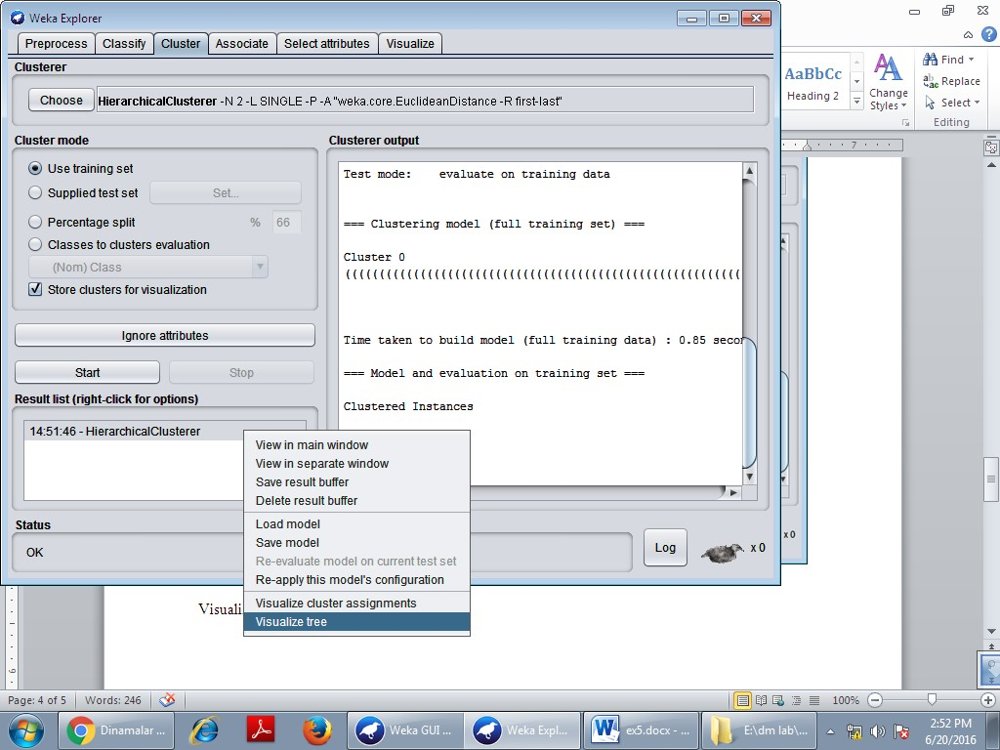 Weka Explorer
Preprocess Classify Cluster Associate Select attributes Visualize
Clusterer
Choose HierarchicalClusterer -N 2 -L SINGLE -P -A "weka.core.EuclideanDistance -R first-last"
Cluster mode
Use training set
Supplied test set Set...
Percentage split % 66
Classes to clusters evaluation
(Nom) Class
Store clusters for visualization
Ignore attributes
Start Stop
Result list (right-click for options)
14:51:46 - HierarchicalClusterer
Clusterer output
Test mode: evaluate on training data
=== Clustering model (full training set) ===
Cluster 0
((((((((((((((((((((((((((((((((((((((((((((((((((((((((((
Time taken to build model (full training data) : 0.85 secon
=== Model and evaluation on training set ===
Clustered Instances
View in main window
View in separate window
Save result buffer
Delete result buffer
Load model
Save model
Re-evaluate model on current test set
Re-apply this model's configuration
Visualize cluster assignments
Visualize tree
Status
OK
Log x 0
x 0
AaBbCc
Heading 2
Change
Styles
Find
Replace
Select
Editing
7
Visuali
9
Page: 4 of 5 Words: 246 100%
Dinamalar ... Weka GUI ... Weka Expl... ex5.docx - ... E:\dm lab\...
2:52 PM
6/20/2016